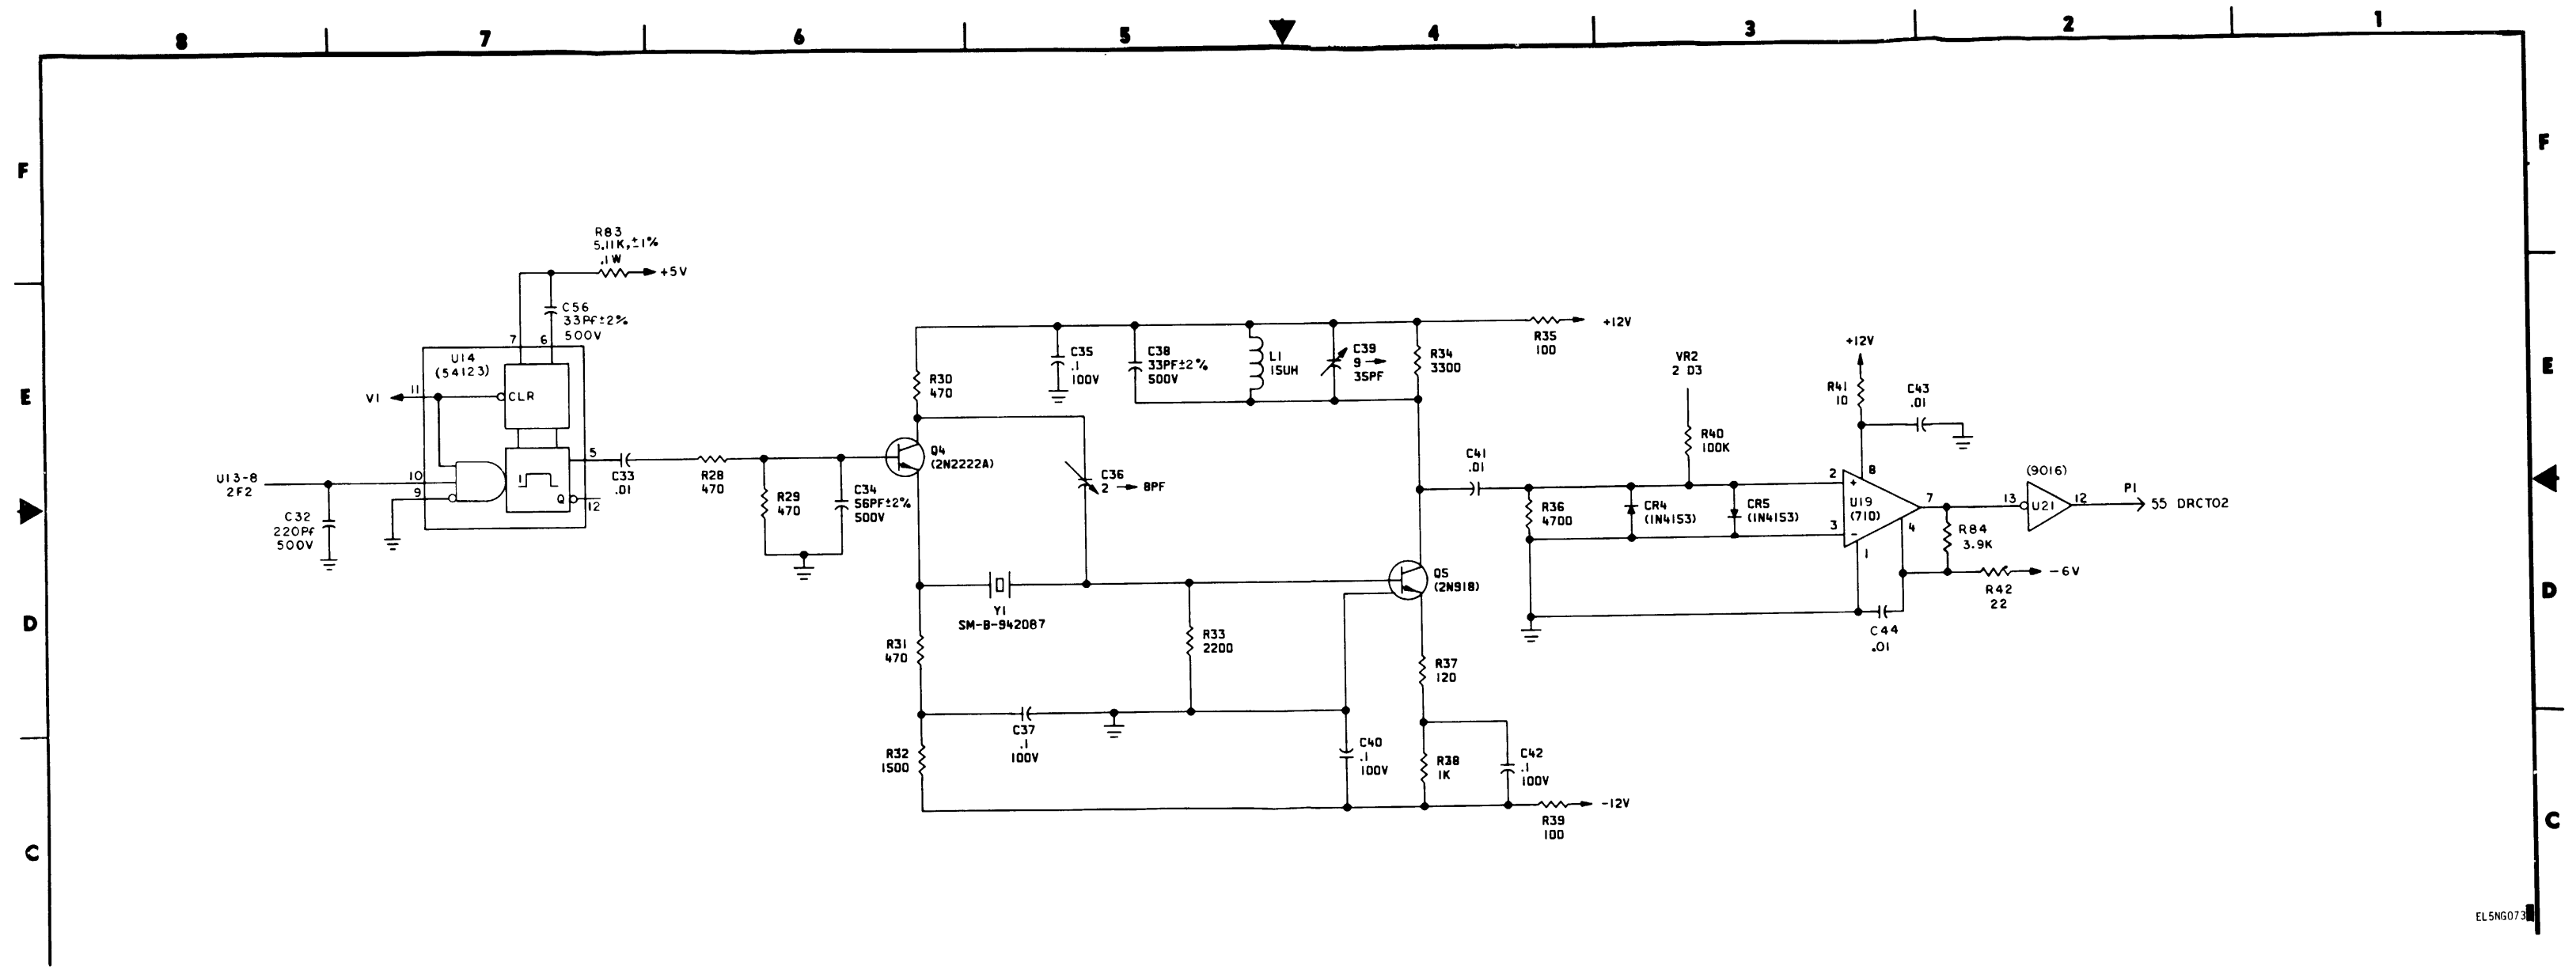 8 7 6 5 4 3 2 1
F
F
E
E
D
D
C
C
R83
5.11K,±1%
.1W
+5V
C56
33Pf±2%
500V
7 6
U14
(54123)
11
V1
CLR
U13-8
2F2
10
9
5
Q
12
C32
220Pf
500V
C33
.01
R28
470
R29
470
C34
56PF±2%
500V
Q4
(2N2222A)
R30
470
C35
.1
100V
C38
33PF±2%
500V
L1
15UH
C39
9
35PF
R34
3300
R35
100
+12V
C36
2 8PF
Y1
SM-B-942087
R31
470
R33
2200
Q5
(2N918)
R37
120
C37
.1
100V
R32
1500
C40
.1
100V
R38
1K
C42
.1
100V
R39
100
-12V
C41
.01
R36
4700
VR2
2 D3
R40
100K
CR4
(1N4153)
CR5
(1N4153)
+12V
R41
10
C43
.01
2
+
8
U19
(710)
3
-
1
4
7
R84
3.9K
R42
22
-6V
C44
.01
(9016)
13
U21
12
P1
55 DRCTO2
EL5NG073